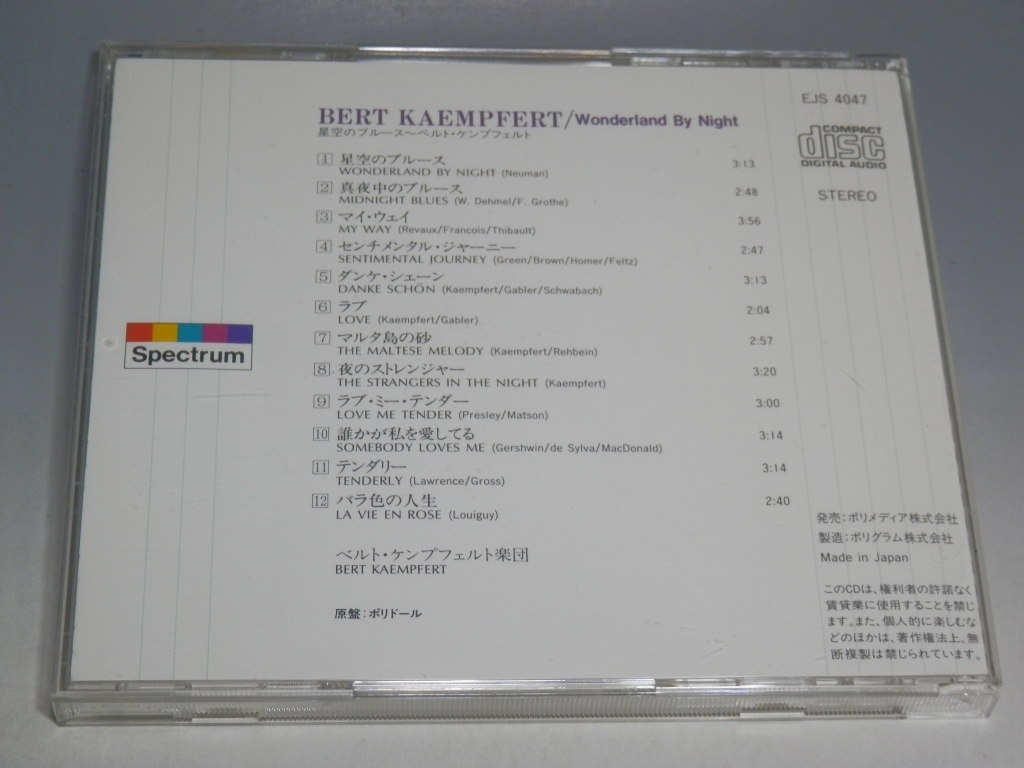 BERT KAEMPFERT/Wonderland By Night
星空のブルース〜ベルト・ケンプフェルト
1 星空のブルース 3:13
WONDERLAND BY NIGHT (Neuman)
2 真夜中のブルース 2:48
MIDNIGHT BLUES (W. Dehmel/F. Grothe)
3 マイ・ウェイ 3:56
MY WAY (Revaux/Francois/Thibault)
4 センチメンタル・ジャーニー 2:47
SENTIMENTAL JOURNEY (Green/Brown/Homer/Feltz)
5 ダンケ・シェーン 3:13
DANKE SCHÖN (Kaempfert/Gabler/Schwabach)
6 ラブ 2:04
LOVE (Kaempfert/Gabler)
7 マルタ島の砂 2:57
THE MALTESE MELODY (Kaempfert/Rehbein)
8 夜のストレンジャー 3:20
THE STRANGERS IN THE NIGHT (Kaempfert)
9 ラブ・ミー・テンダー 3:00
LOVE ME TENDER (Presley/Matson)
10 誰かが私を愛してる 3:14
SOMEBODY LOVES ME (Gershwin/de Sylva/MacDonald)
11 テンダリー 3:14
TENDERLY (Lawrence/Gross)
12 バラ色の人生 2:40
LA VIE EN ROSE (Louiguy)
ベルト・ケンプフェルト楽団
BERT KAEMPFERT
原盤:ポリドール
Spectrum
EJS 4047
COMPACT
disc
DIGITAL AUDIO
STEREO
発売:ポリメディア株式会社
製造:ポリグラム株式会社
Made in Japan
このCDは、権利者の許諾なく
賃貸業に使用することを禁じ
ます。また、個人的に楽しむな
どのほかは、著作権法上、無
断複製は禁じられています。